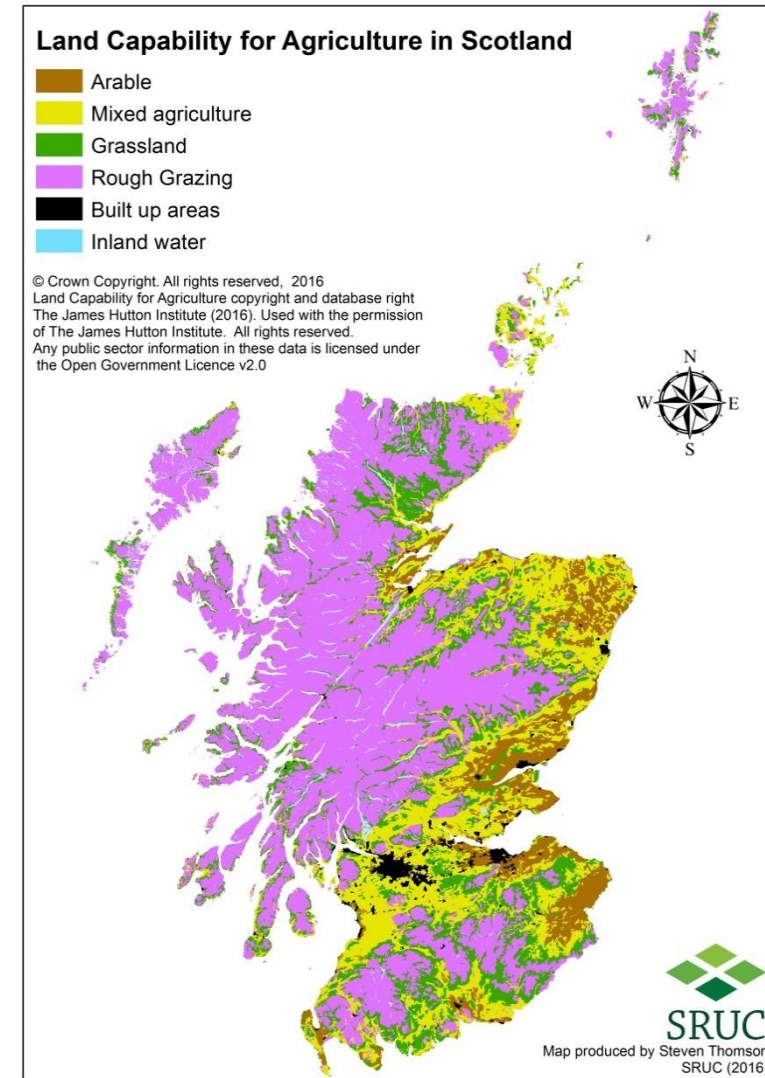 Land Capability for Agriculture in Scotland
Arable
Mixed agriculture
Grassland
Rough Grazing
Built up areas
Inland water
© Crown Copyright. All rights reserved, 2016
Land Capability for Agriculture copyright and database right
The James Hutton Institute (2016). Used with the permission
of The James Hutton Institute. All rights reserved.
Any public sector information in these data is licensed under
the Open Government Licence v2.0
N
W E
S
SRUC
Map produced by Steven Thomson
SRUC (2016)